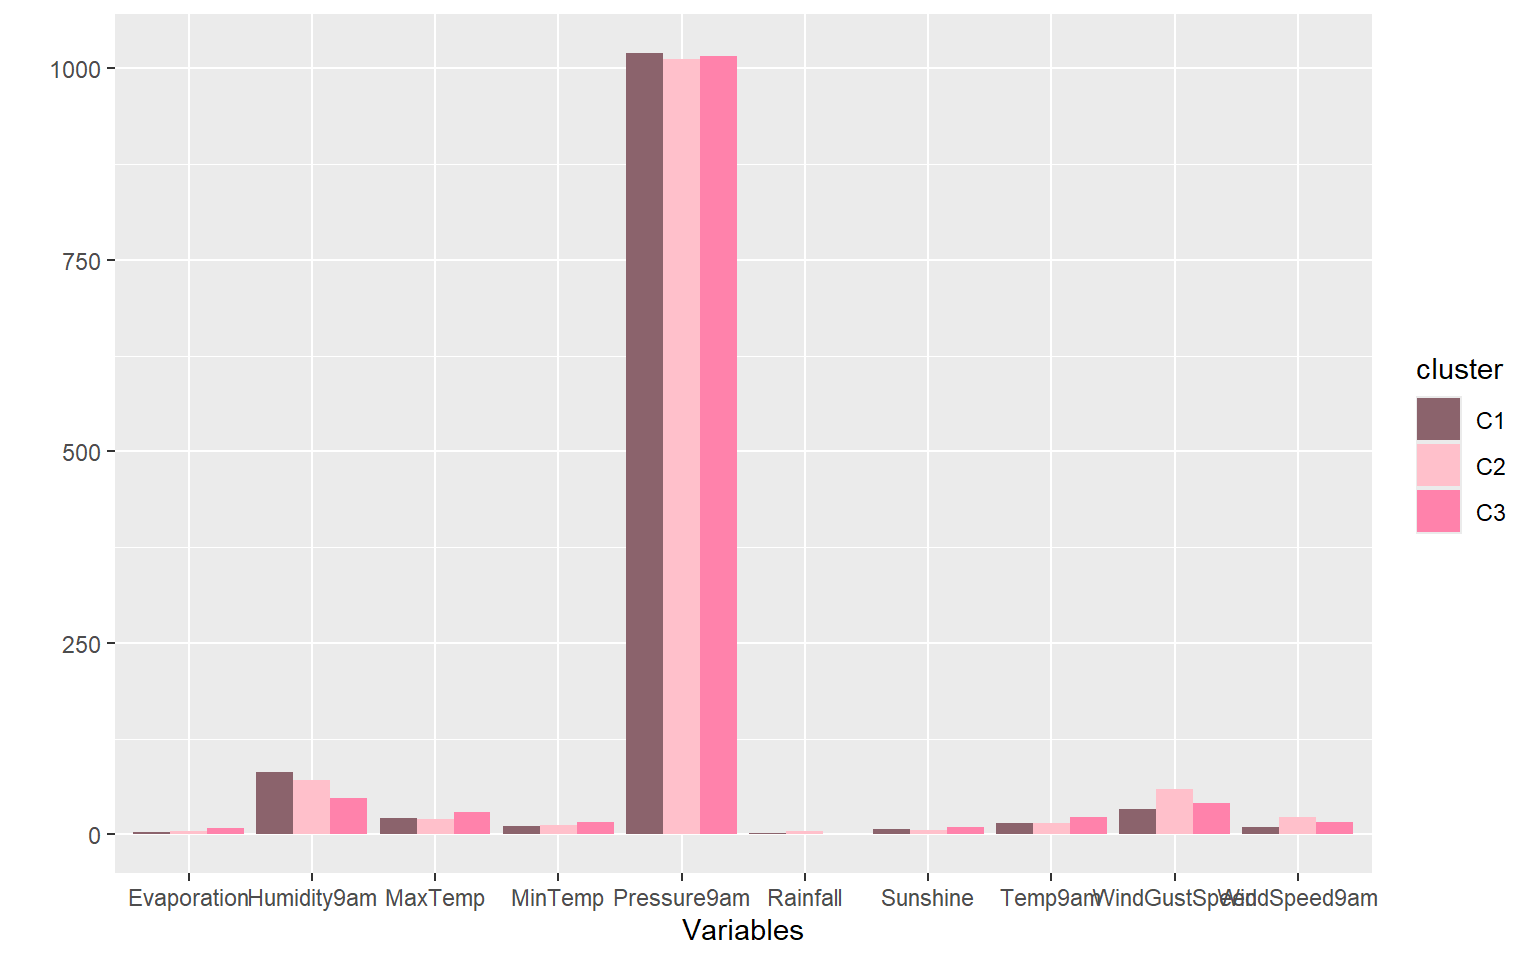 1000
750
500
250
0
Evaporation Humidity9am MaxTemp MinTemp Pressure9am Rainfall Sunshine Temp9am WindGustSpeed WindSpeed9am
Variables
cluster
C1
C2
C3